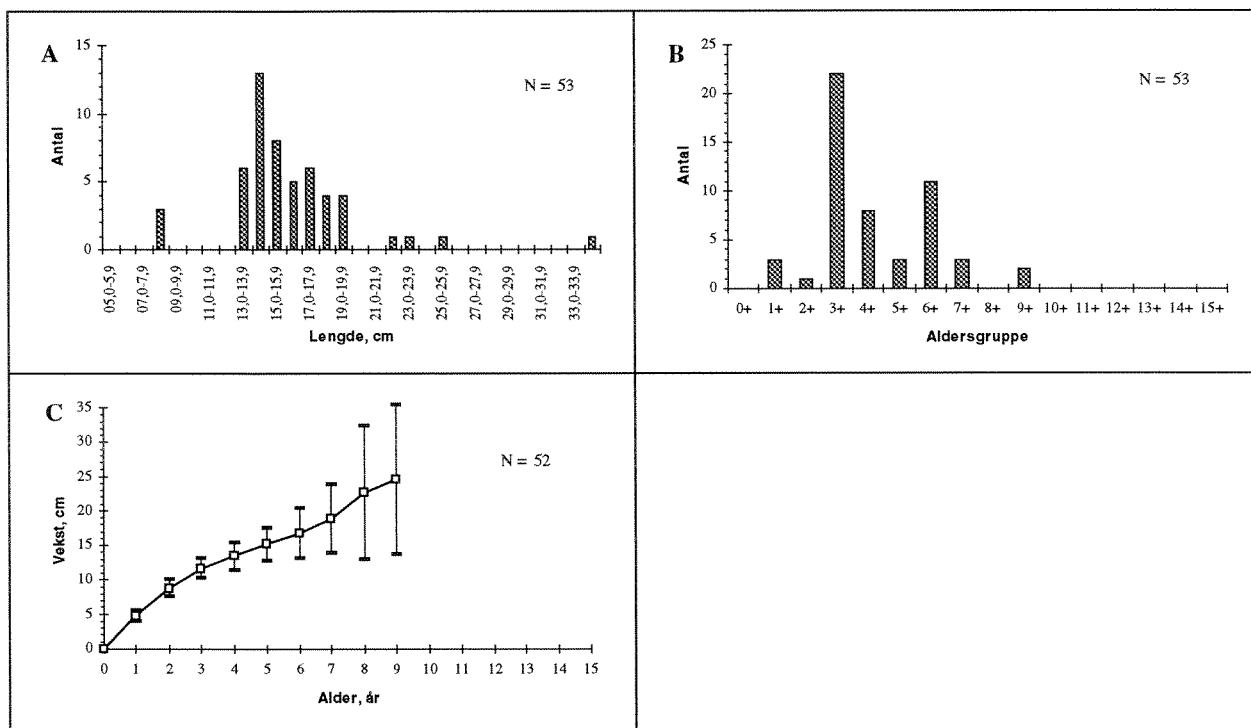 A
15
10
5
0
Antal
N = 53
05,0-5,9
07,0-7,9
09,0-9,9
11,0-11,9
13,0-13,9
15,0-15,9
17,0-17,9
19,0-19,9
21,0-21,9
23,0-23,9
25,0-25,9
27,0-27,9
29,0-29,9
31,0-31,9
33,0-33,9
Lengde, cm
B
25
20
15
10
5
0
Antal
N = 53
0+ 1+ 2+ 3+ 4+ 5+ 6+ 7+ 8+ 9+ 10+ 11+ 12+ 13+ 14+ 15+
Aldersgruppe
C
35
30
25
20
15
10
5
0
Vekst, cm
N = 52
0 1 2 3 4 5 6 7 8 9 10 11 12 13 14 15
Alder, år